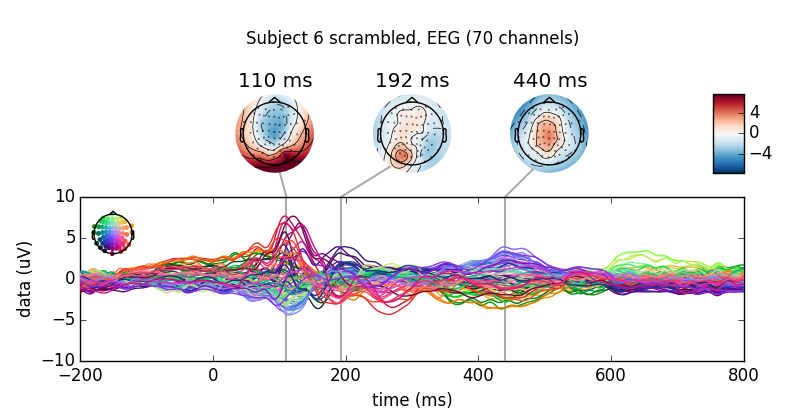 Subject 6 scrambled, EEG (70 channels)
110 ms 192 ms 440 ms
4
0
−4
10
5
0
−5
−10
data (uV)
−200 0 200 400 600 800
time (ms)